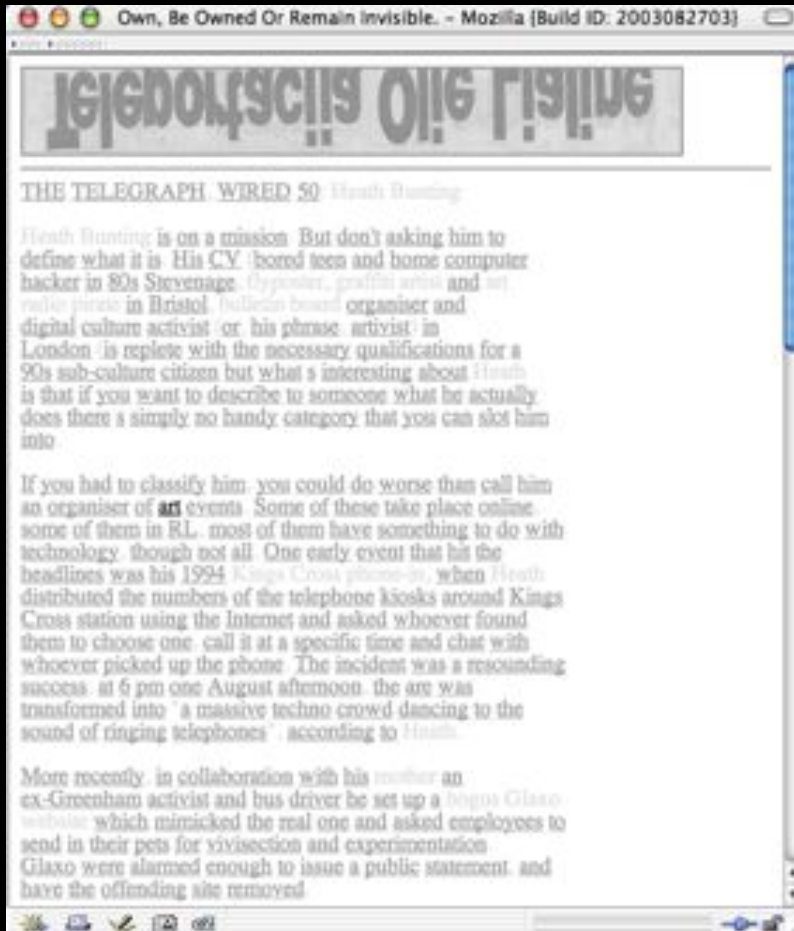 Own, Be Owned Or Remain Invisible. - Mozilla {Build ID: 2003082703}
Teleportacija Olie Lialine
THE TELEGRAPH, WIRED 50: Heath Bunting
Heath Bunting is on a mission. But don't asking him to
define what it is. His CV (bored teen and home computer
hacker in 80s Stevenage, flyposter, graffiti artist and art
radio pirate in Bristol, bulletin board organiser and
digital culture activist (or, his phrase, artivist) in
London) is replete with the necessary qualifications for a
90s sub-culture citizen but what s interesting about Heath
is that if you want to describe to someone what he actually
does there s simply no handy category that you can slot him
into.
If you had to classify him, you could do worse than call him
an organiser of art events. Some of these take place online,
some of them in RL, most of them have something to do with
technology, though not all. One early event that hit the
headlines was his 1994 Kings Cross phone-in, when Heath
distributed the numbers of the telephone kiosks around Kings
Cross station using the Internet and asked whoever found
them to choose one, call it at a specific time and chat with
whoever picked up the phone. The incident was a resounding
success, at 6 pm one August afternoon, the are was
transformed into "a massive techno crowd dancing to the
sound of ringing telephones", according to Heath.
More recently, in collaboration with his mother an
ex-Greenham activist and bus driver he set up a bogus Glaxo
website which mimicked the real one and asked employees to
send in their pets for vivisection and experimentation.
Glaxo were alarmed enough to issue a public statement, and
have the offending site removed.